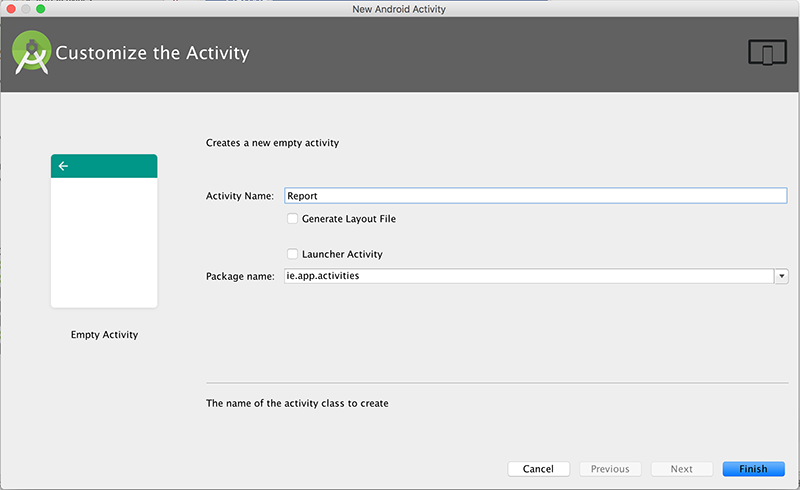 New Android Activity
Customize the Activity
Creates a new empty activity
Activity Name: Report
Generate Layout File
Launcher Activity
Package name: ie.app.activities
Empty Activity
The name of the activity class to create
Cancel Previous Next Finish